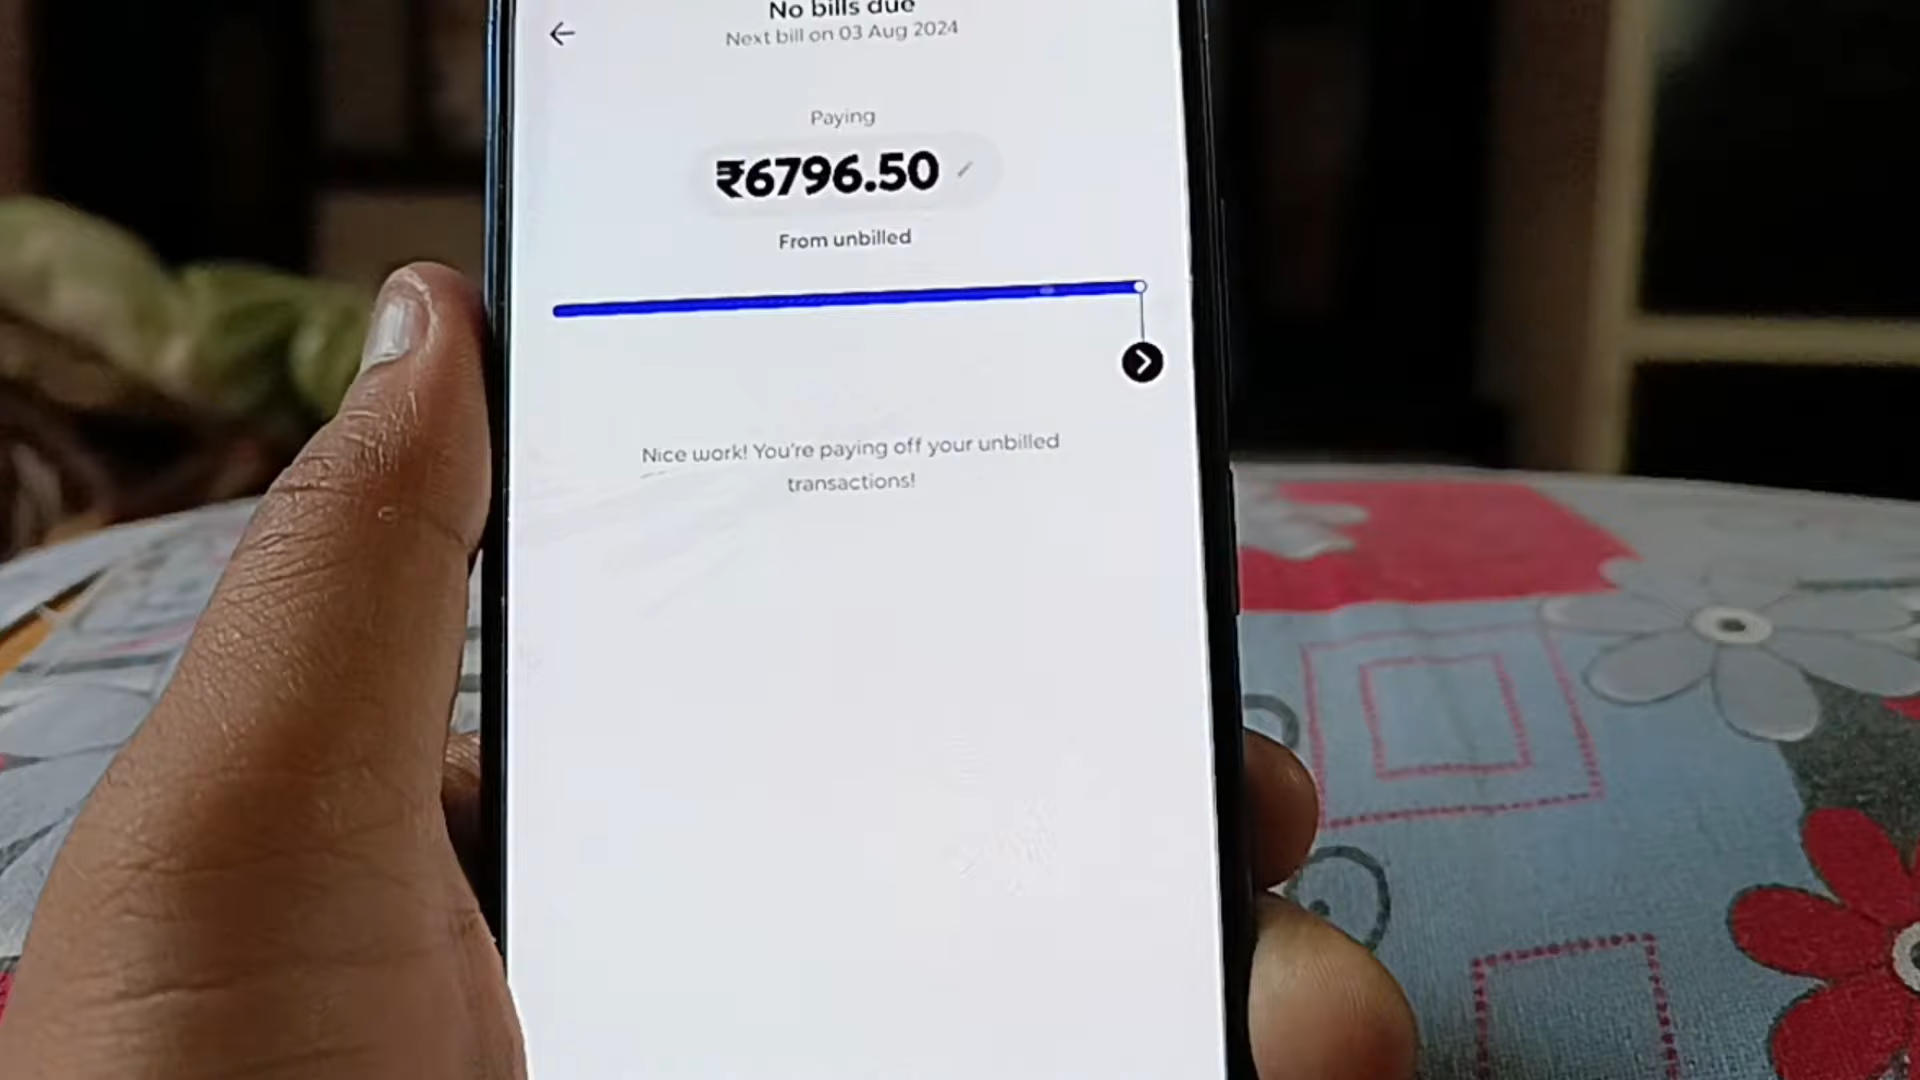 No bills due
Next bill on 03 Aug 2024
Paying
₹6796.50
From unbilled
Nice work! You're paying off your unbilled
transactions!